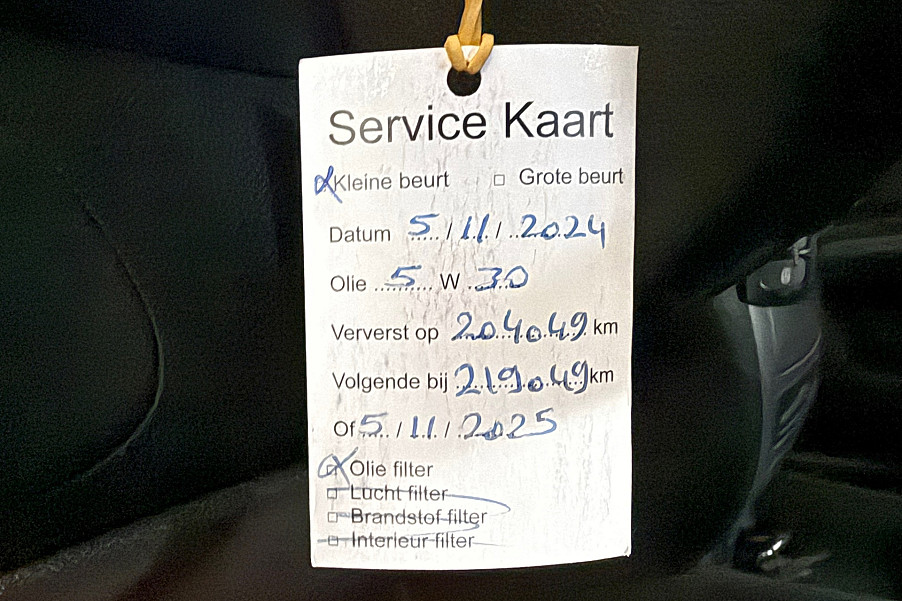 Service Kaart
☒ Kleine beurt ☐ Grote beurt
Datum 5 / 11 / 2024
Olie 5 W 30
Ververst op 204049 km
Volgende bij 219049 km
Of 5 / 11 / 2025
☒ Olie filter
☐ Lucht filter
☐ Brandstof filter
☐ Interieur filter